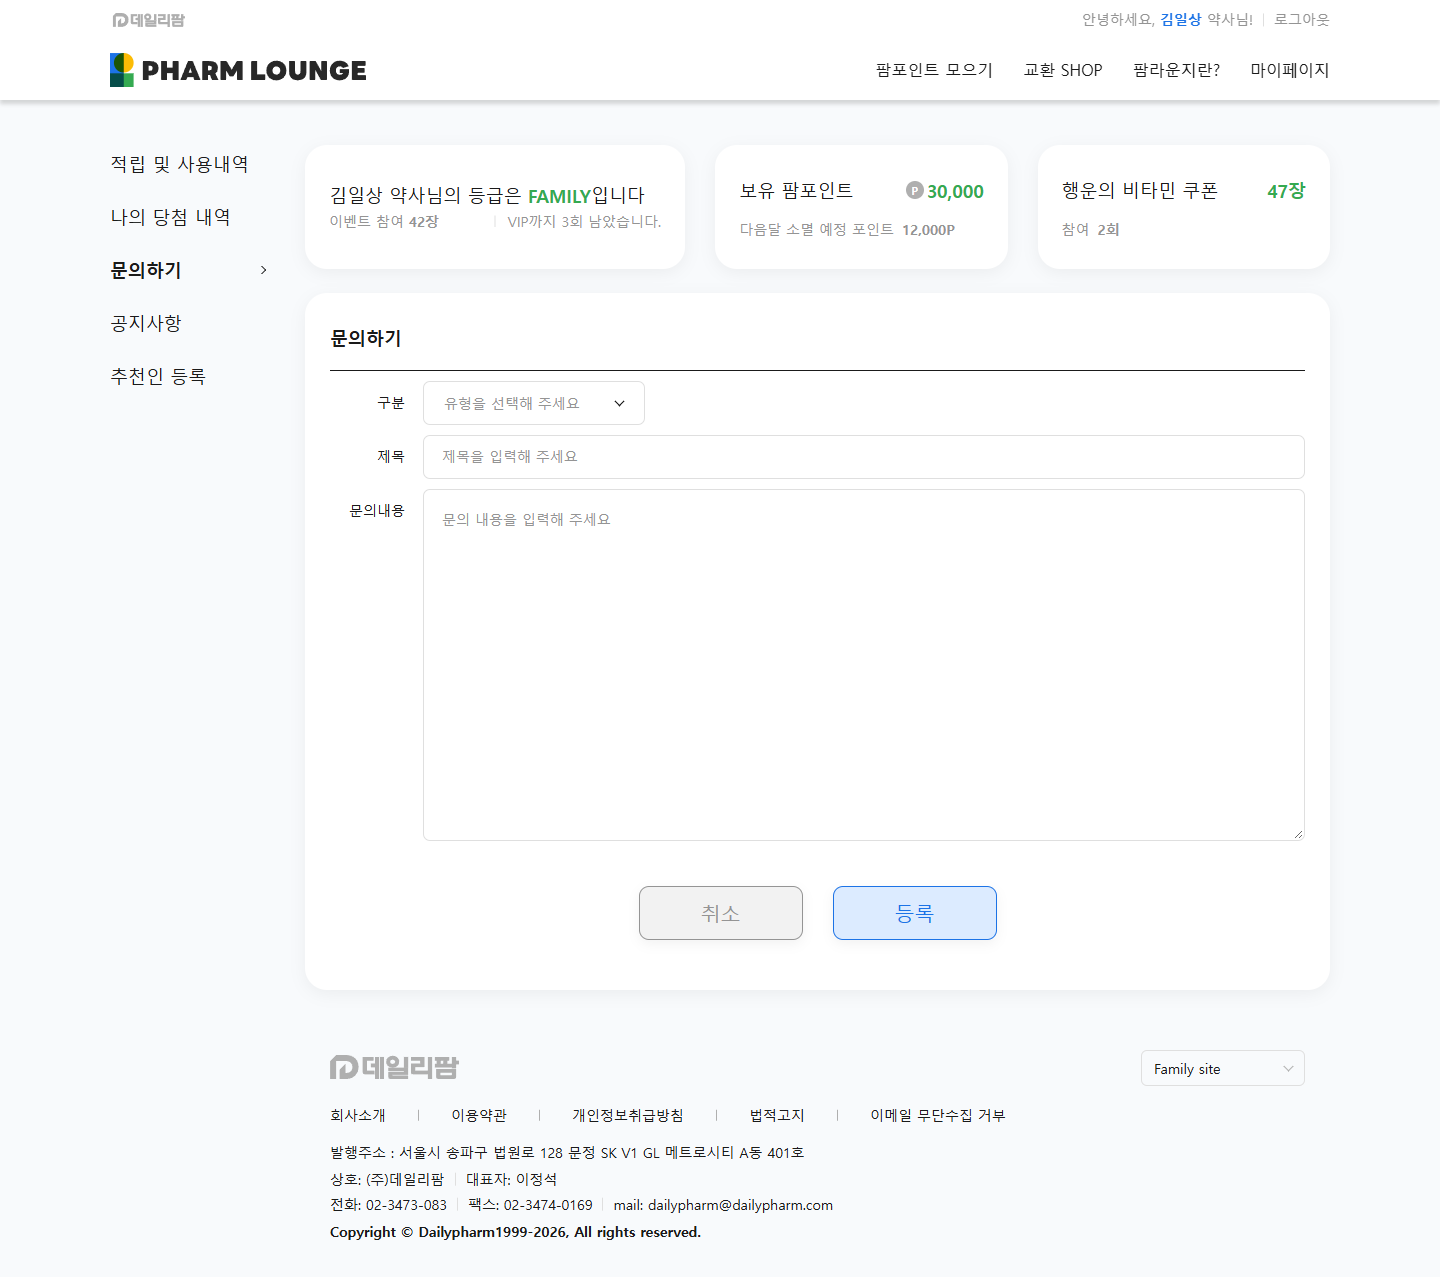 데일리팜
안녕하세요, 김일상 약사님! 로그아웃
PHARM LOUNGE
팜포인트 모으기 교환 SHOP 팜라운지란? 마이페이지
적립 및 사용내역
나의 당첨 내역
문의하기
공지사항
추천인 등록
김일상 약사님의 등급은 FAMILY입니다
이벤트 참여 42장 VIP까지 3회 남았습니다.
보유 팜포인트 P 30,000
다음달 소멸 예정 포인트 12,000P
행운의 비타민 쿠폰 47장
참여 2회
문의하기
구분 유형을 선택해 주세요
제목 제목을 입력해 주세요
문의내용 문의 내용을 입력해 주세요
취소 등록
데일리팜
Family site
회사소개 이용약관 개인정보취급방침 법적고지 이메일 무단수집 거부
발행주소 : 서울시 송파구 법원로 128 문정 SK V1 GL 메트로시티 A동 401호
상호: (주)데일리팜 대표자: 이정석
전화: 02-3473-083 팩스: 02-3474-0169 mail: dailypharm@dailypharm.com
Copyright © Dailypharm1999-2026, All rights reserved.